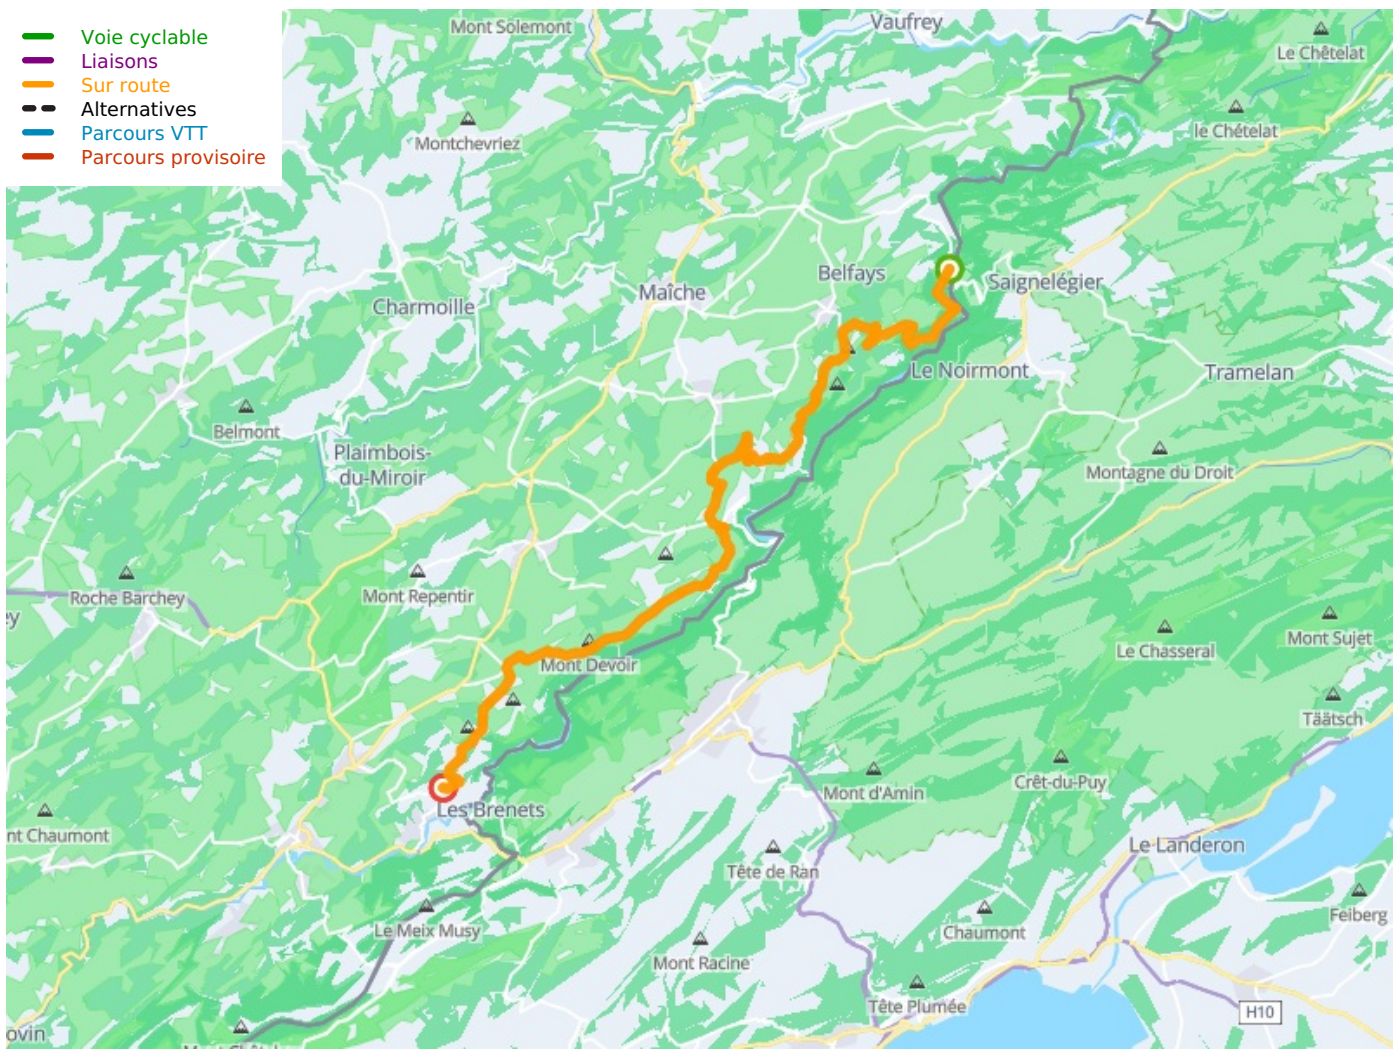 Voie cyclable
Liaisons
Sur route
Alternatives
Parcours VTT
Parcours provisoire
Mont Solemont
Vaufrey
Le Chêtelat
le Chételat
Montchevriez
Belfays
Saignelégier
Maîche
Charmoille
Le Noirmont
Tramelan
Belmont
Plaimbois-
du-Miroir
Montagne du Droit
Roche Barchey
Mont Repentir
ey
Mont Sujet
Le Chasseral
Mont Devoir
Täätsch
Crêt-du-Puy
Mont d'Amin
Les Brenets
nt Chaumont
Le Landeron
Tête de Ran
Feiberg
Le Meix Musy
Chaumont
Mont Racine
Tête Plumée
H10
ovin